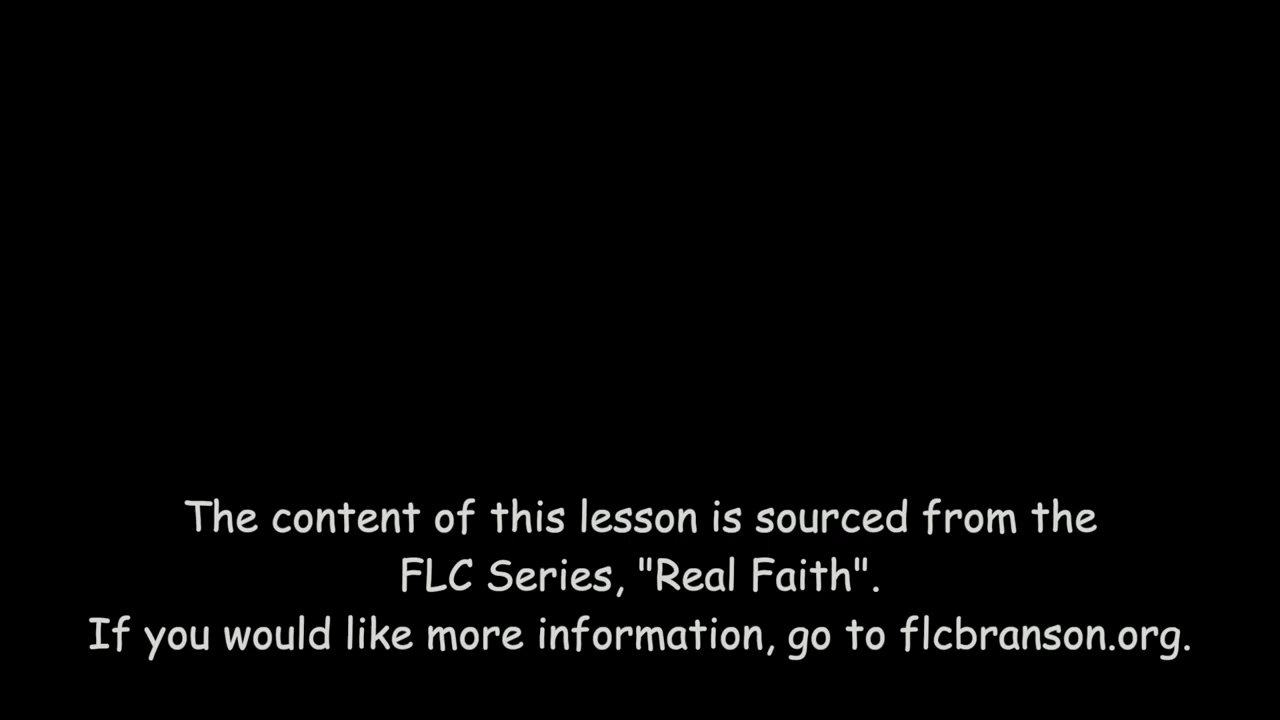 The content of this lesson is sourced from the
FLC Series, "Real Faith".
If you would like more information, go to flcbranson.org.